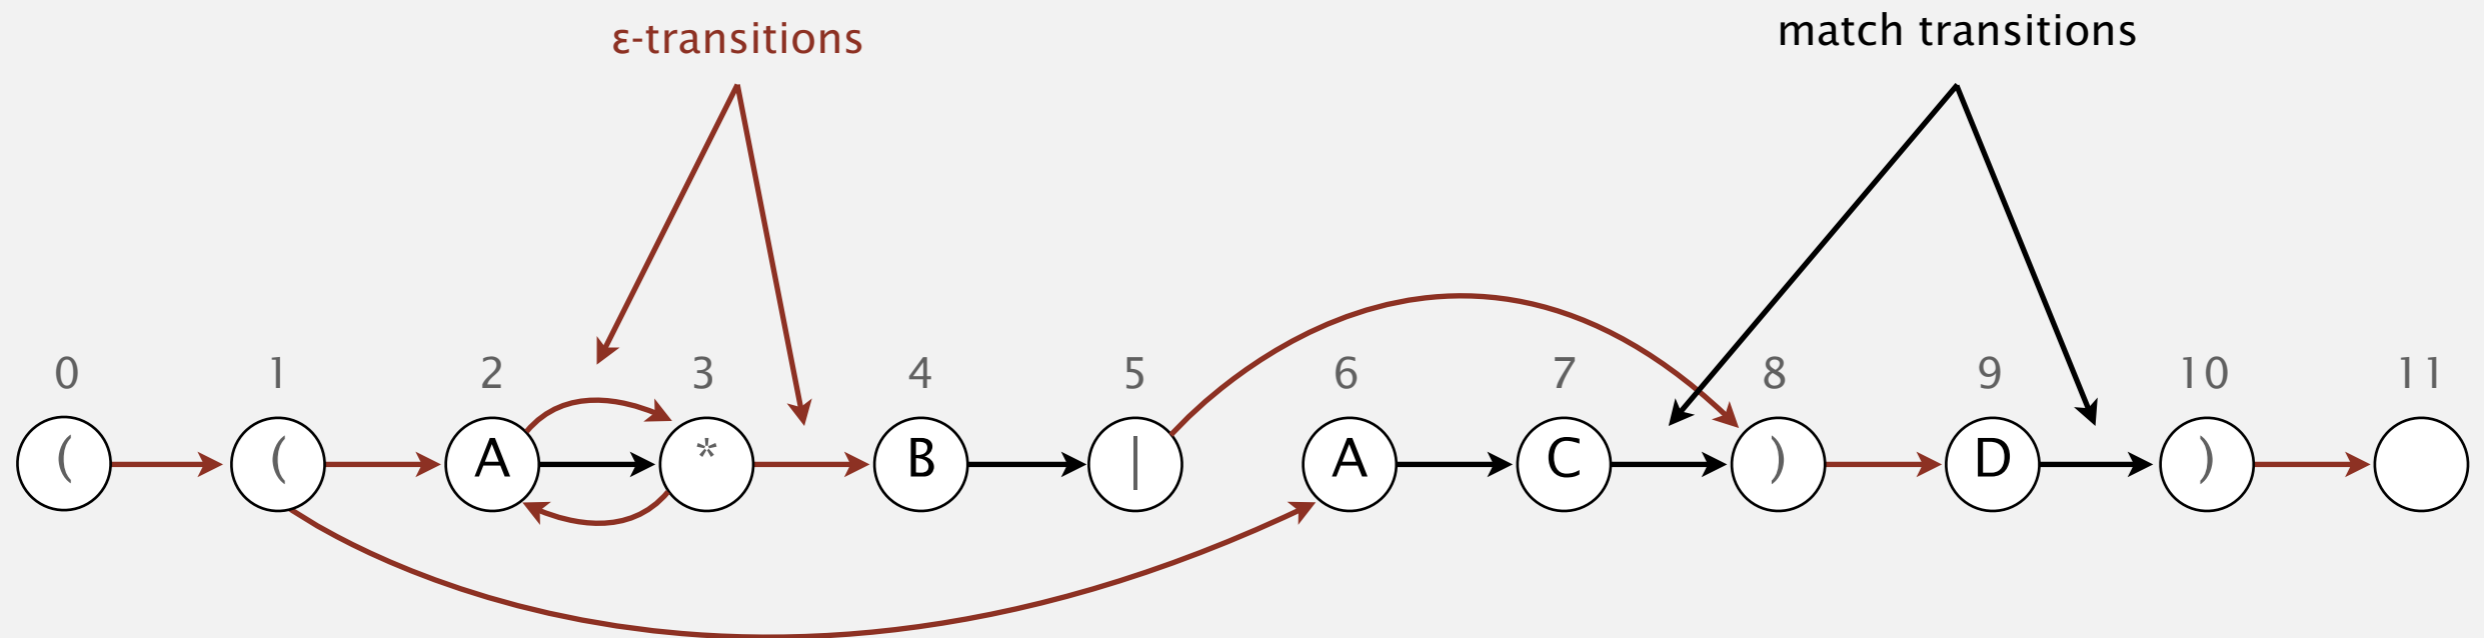 ε-transitions
match transitions
0 1 2 3 4 5 6 7 8 9 10 11
( ( A * B | A C ) D )